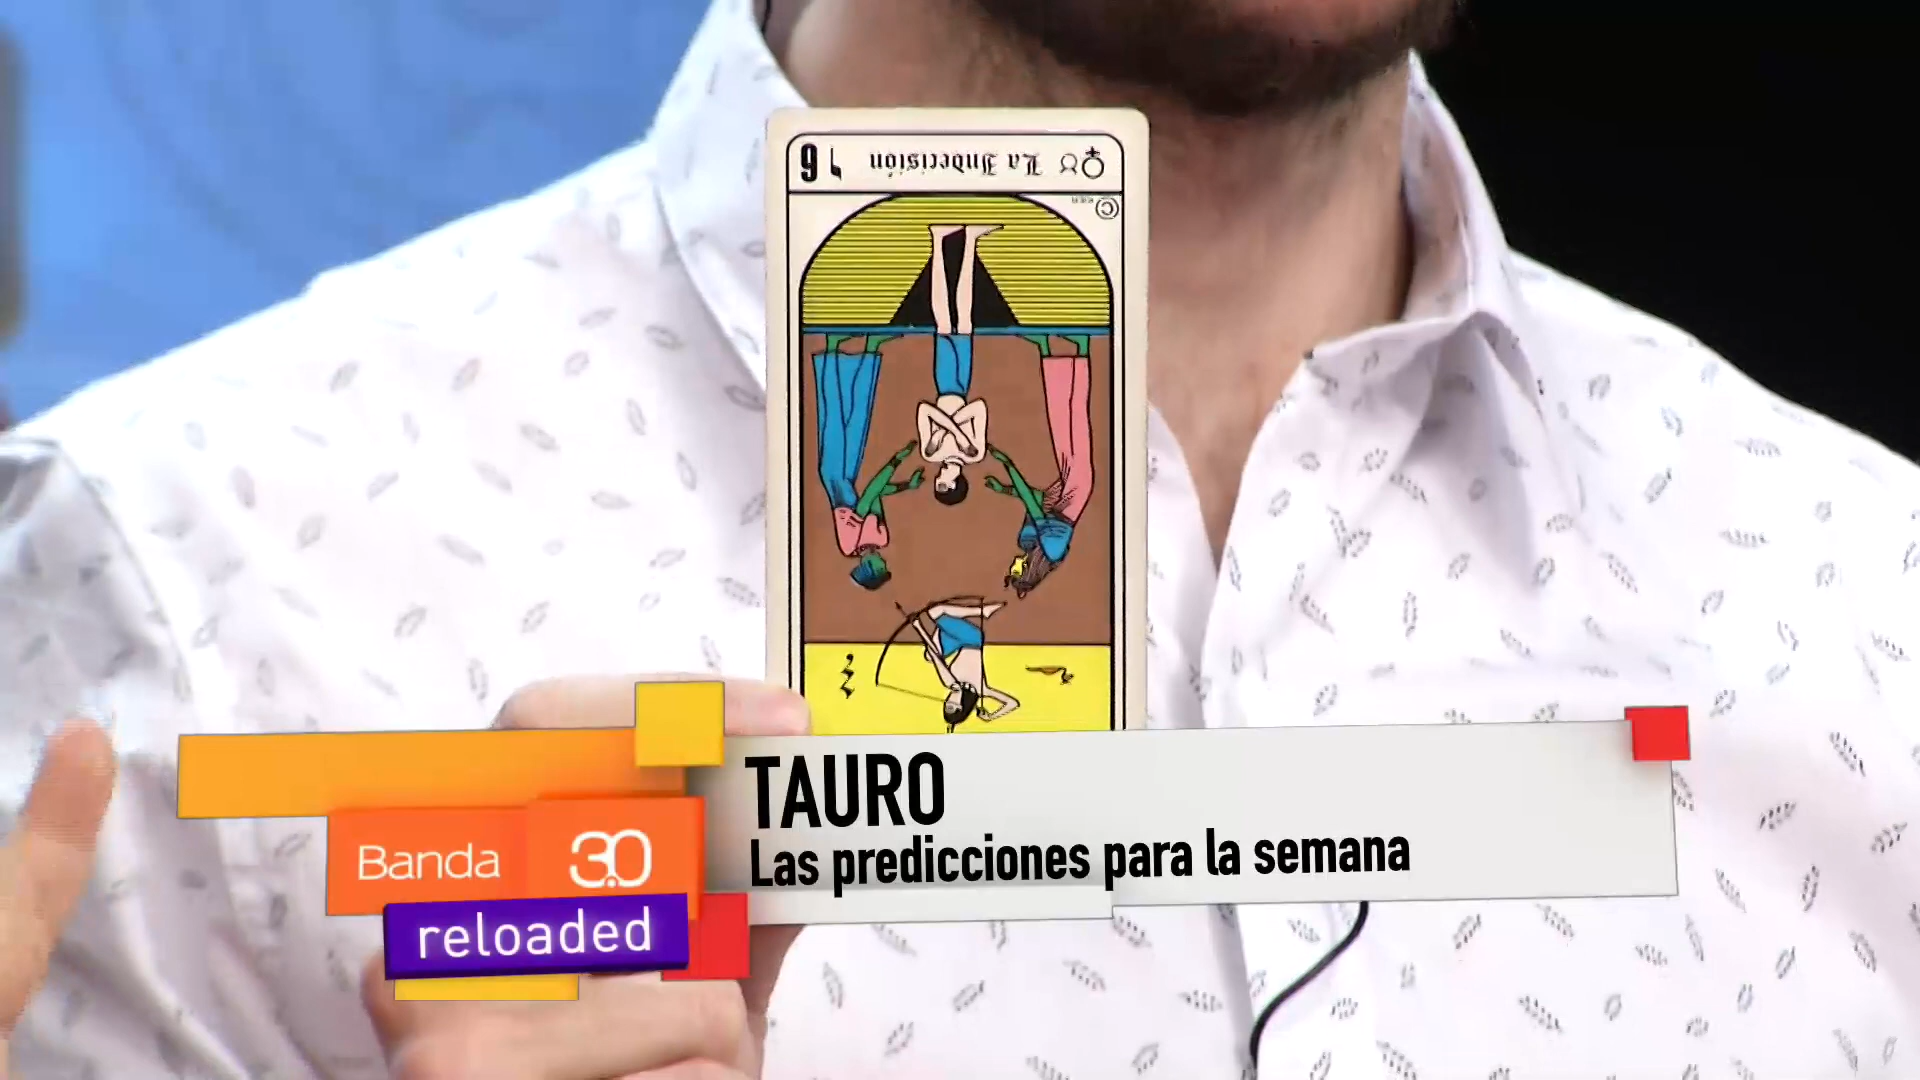 6
La Indecisión
TAURO
Las predicciones para la semana
Banda 3.0
reloaded